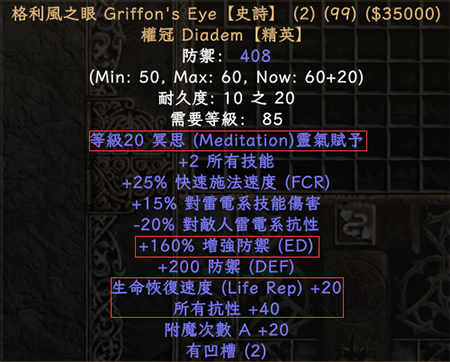 格利風之眼 Griffon's Eye【史詩】 (2) (99) ($35000)
權冠 Diadem【精英】
防禦: 408
(Min: 50, Max: 60, Now: 60+20)
耐久度: 10 之 20
需要等級: 85
等級20 冥思 (Meditation)靈氣賦予
+2 所有技能
+25% 快速施法速度 (FCR)
+15% 對雷電系技能傷害
-20% 對敵人雷電系抗性
+160% 增強防禦 (ED)
+200 防禦 (DEF)
生命恢復速度 (Life Rep) +20
所有抗性 +40
附魔次數 A +20
有凹槽 (2)